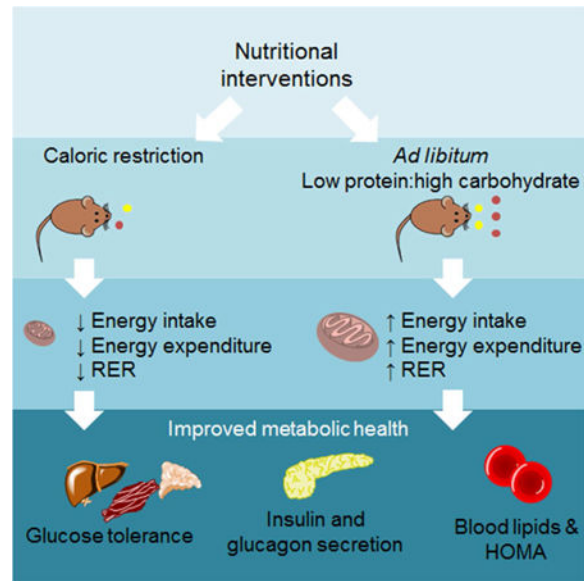 Nutritional
interventions
Caloric restriction
Ad libitum
Low protein:high carbohydrate
↓ Energy intake
↓ Energy expenditure
↓ RER
↑ Energy intake
↑ Energy expenditure
↑ RER
Improved metabolic health
Glucose tolerance
Insulin and
glucagon secretion
Blood lipids &
HOMA